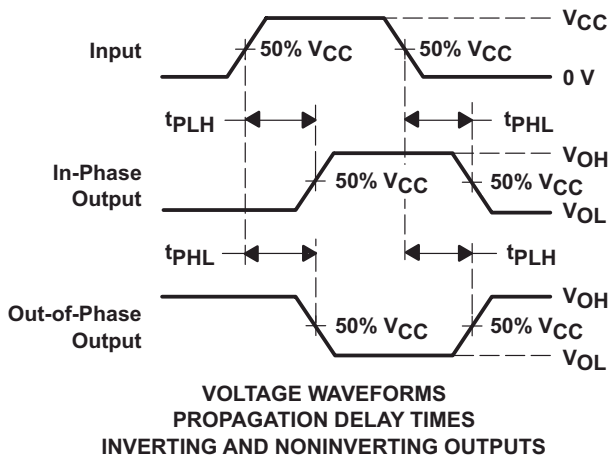 VCC
Input
50% VCC
50% VCC
0 V
tPLH
tPHL
VOH
In-Phase
Output
50% VCC
50% VCC
VOL
tPHL
tPLH
VOH
Out-of-Phase
Output
50% VCC
50% VCC
VOL
VOLTAGE WAVEFORMS
PROPAGATION DELAY TIMES
INVERTING AND NONINVERTING OUTPUTS